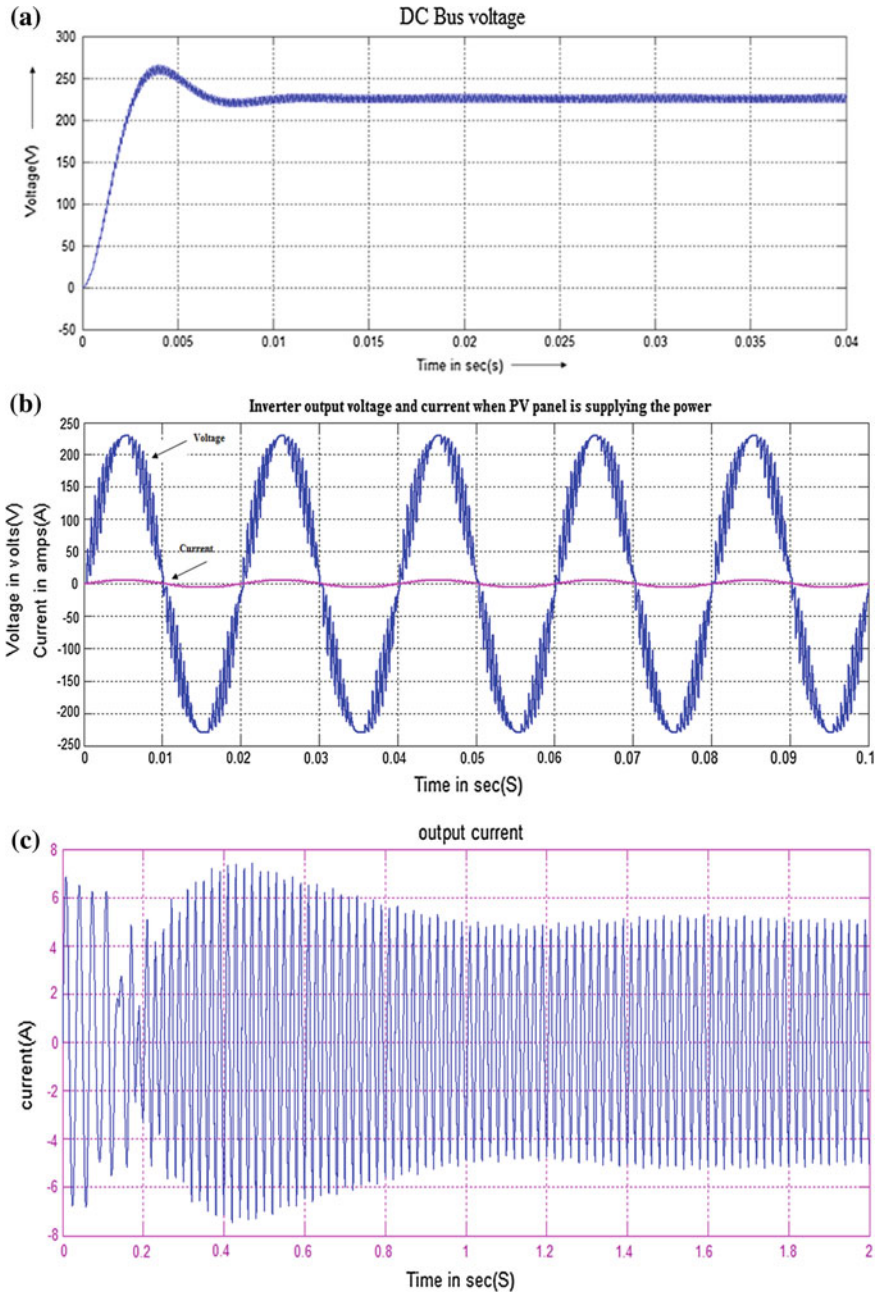 (a)
DC Bus voltage
300
250
200
150
100
50
0
-50
Voltage(V)
0 0.005 0.01 0.015 0.02 0.025 0.03 0.035 0.04
Time in sec(s)
(b)
Inverter output voltage and current when PV panel is supplying the power
250
200
150
100
50
0
-50
-100
-150
-200
-250
Voltage in volts(V)
Current in amps(A)
Voltage
Current
0 0.01 0.02 0.03 0.04 0.05 0.06 0.07 0.08 0.09 0.1
Time in sec(S)
(c)
output current
8
6
4
2
0
-2
-4
-6
-8
current(A)
0 0.2 0.4 0.6 0.8 1 1.2 1.4 1.6 1.8 2
Time in sec(S)